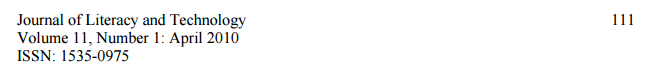 Journal of Literacy and Technology 111
Volume 11, Number 1: April 2010
ISSN: 1535-0975